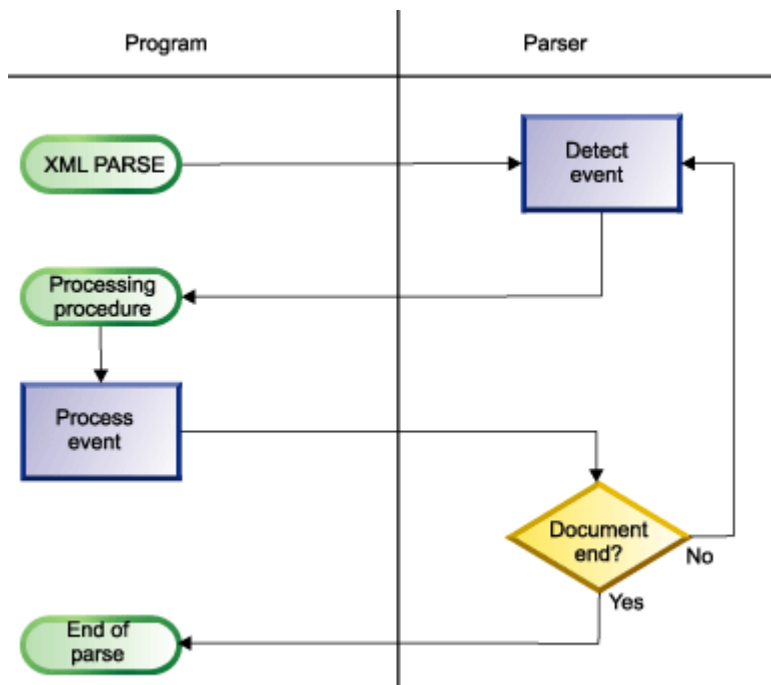 Program
Parser
XML PARSE
Detect
event
Processing
procedure
Process
event
Document
end?
No
Yes
End of
parse